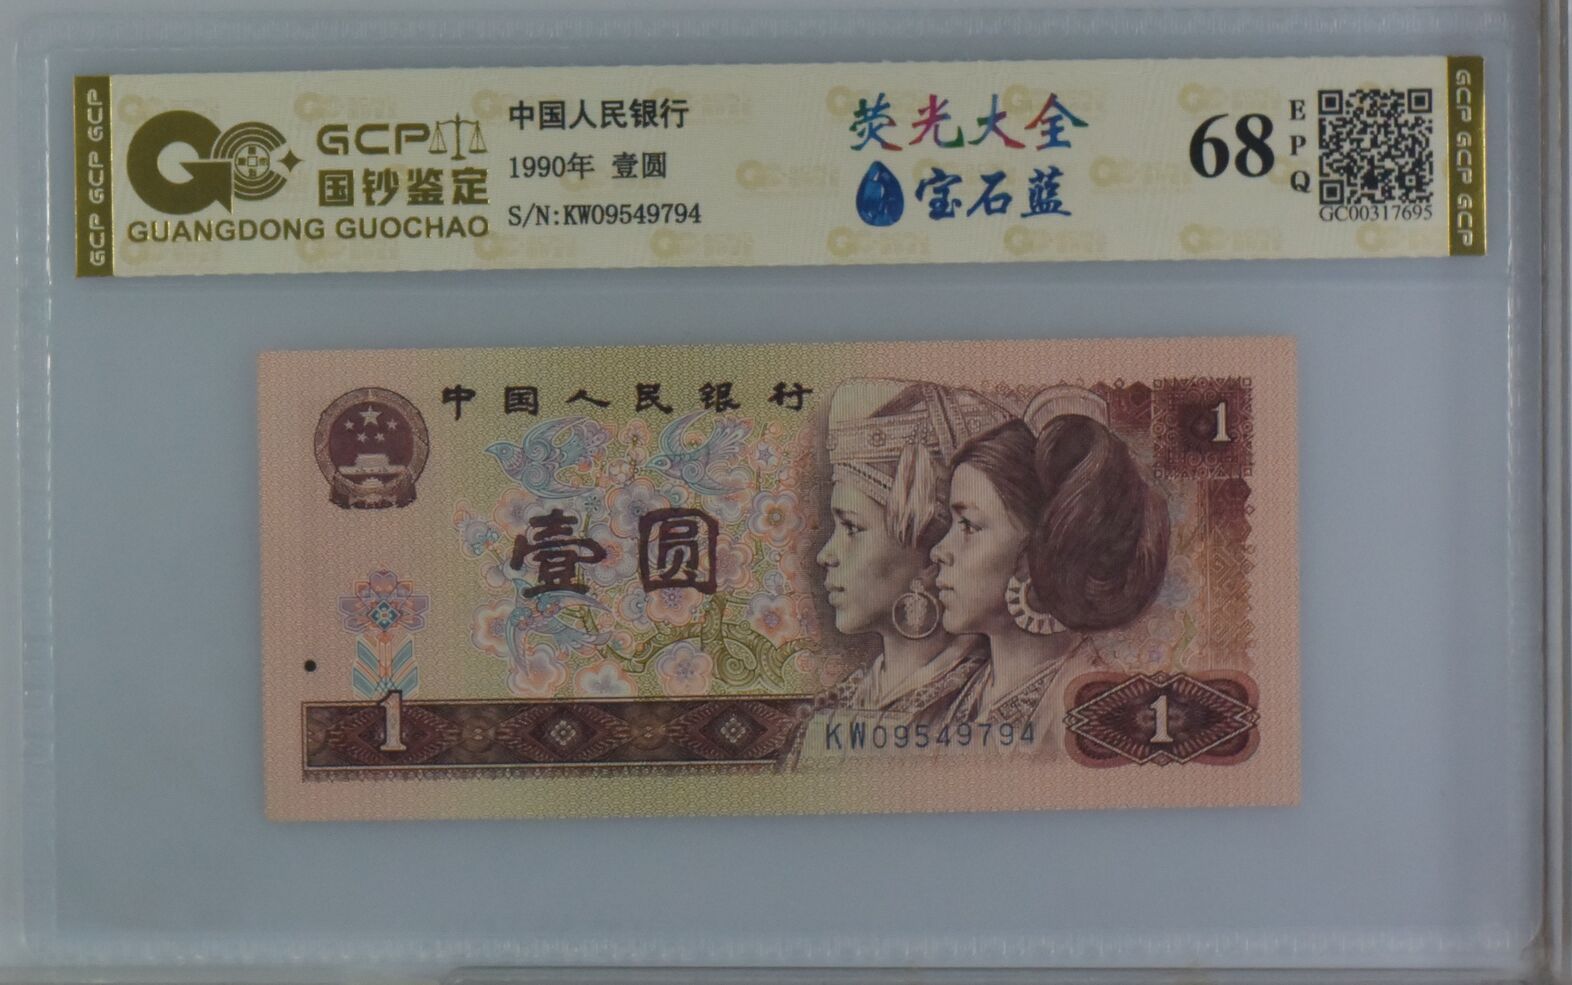 GCP GCP GCP
GCP
国钞鉴定
GUANGDONG GUOCHAO
中国人民银行
1990年 壹圆
S/N:KW09549794
荧光大全
宝石蓝
68
EPQ
GC00317695
GCP GCP GCP
中国人民银行
1
壹圆
1
KW09549794
1